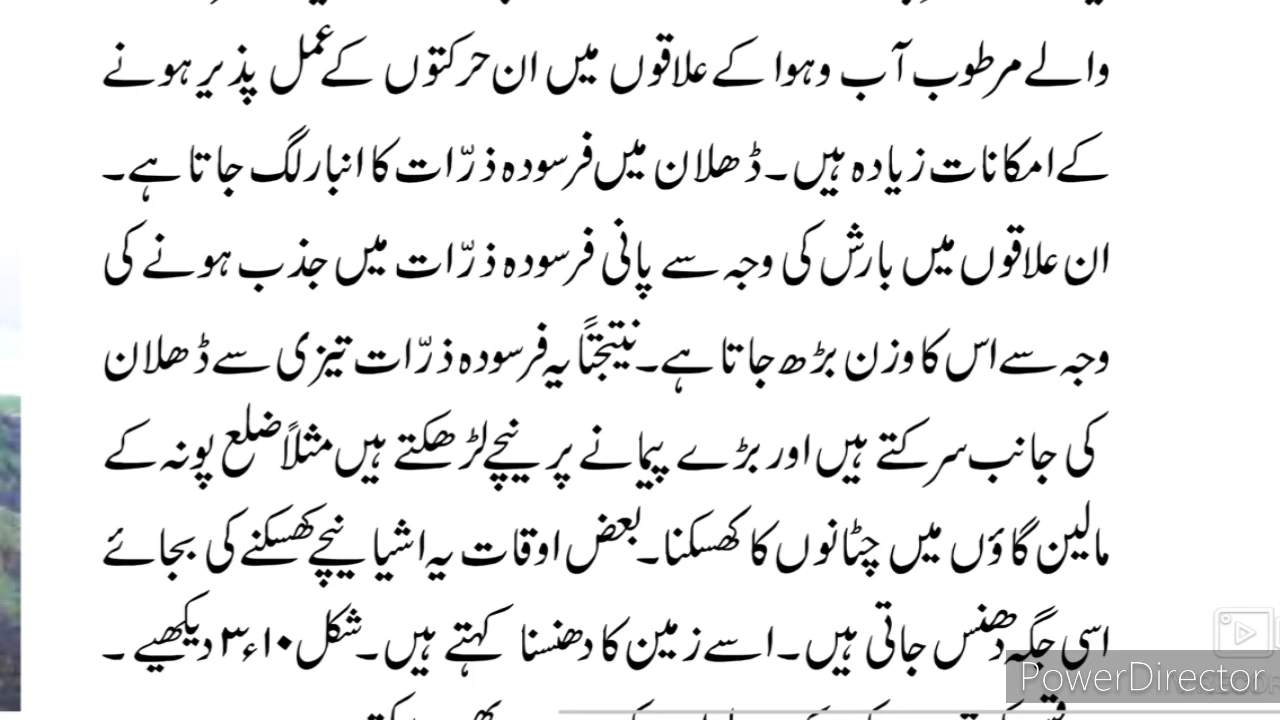 والے مرطوب آب وہوا کے علاقوں میں ان حرکتوں کے عمل پذیر ہونے
کے امکانات زیادہ ہیں۔ ڈھلان میں فرسودہ ذرّات کا انبار لگ جاتا ہے۔
ان علاقوں میں بارش کی وجہ سے پانی فرسودہ ذرّات میں جذب ہونے کی
وجہ سے اس کا وزن بڑھ جاتا ہے۔ نتیجتاً یہ فرسودہ ذرّات تیزی سے ڈھلان
کی جانب سرکتے ہیں اور بڑے پیمانے پر نیچے لڑھکتے ہیں مثلاً ضلع پونہ کے
مالین گاؤں میں چٹانوں کا کھسکنا۔ بعض اوقات یہ اشیا نیچے کھسکنے کی بجائے
اسی جگہ دھنس جاتی ہیں۔ اسے زمین کا دھنسنا کہتے ہیں۔ شکل ۳ء۱۰ دیکھیے۔
PowerDirector